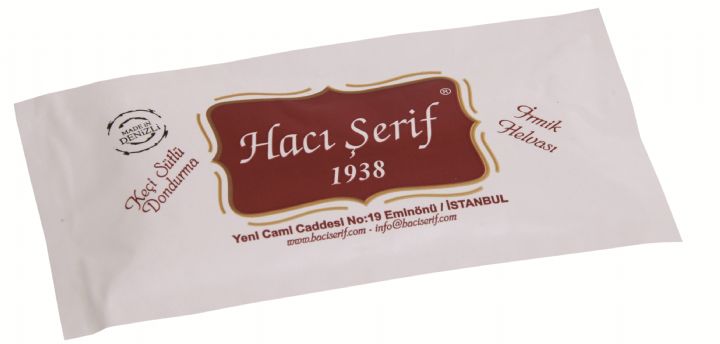 MADE IN
DENİZLİ
Keçi Sütlü
Dondurma
Hacı Şerif ®
1938
İrmik
Helvası
Yeni Cami Caddesi No:19 Eminönü / İSTANBUL
www.haciserif.com - info@haciserif.com